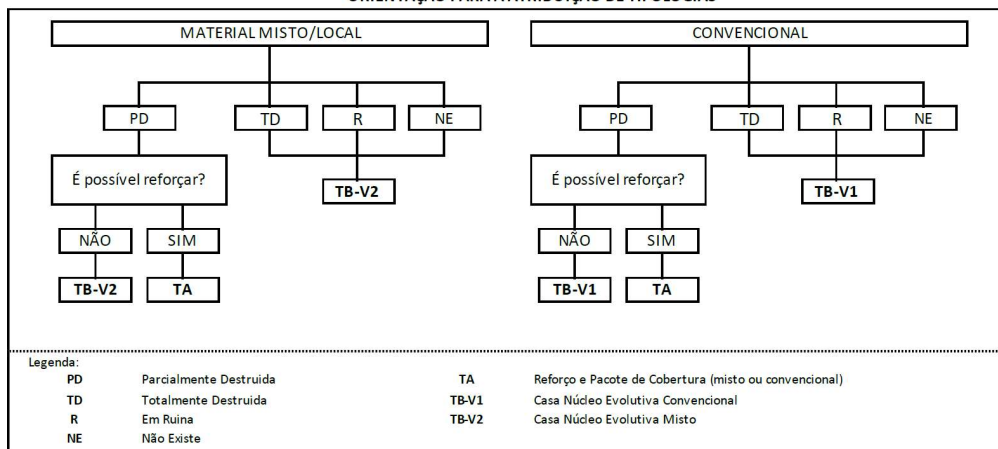 MATERIAL MISTO/LOCAL
CONVENCIONAL
PD
TD
R
NE
PD
TD
R
NE
É possível reforçar?
TB-V2
É possível reforçar?
TB-V1
NÃO
SIM
NÃO
SIM
TB-V2
TA
TB-V1
TA
Legenda:
PD Parcialmente Destruida TA Reforço e Pacote de Cobertura (misto ou convencional)
TD Totalmente Destruida TB-V1 Casa Núcleo Evolutiva Convencional
R Em Ruina TB-V2 Casa Núcleo Evolutiva Misto
NE Não Existe